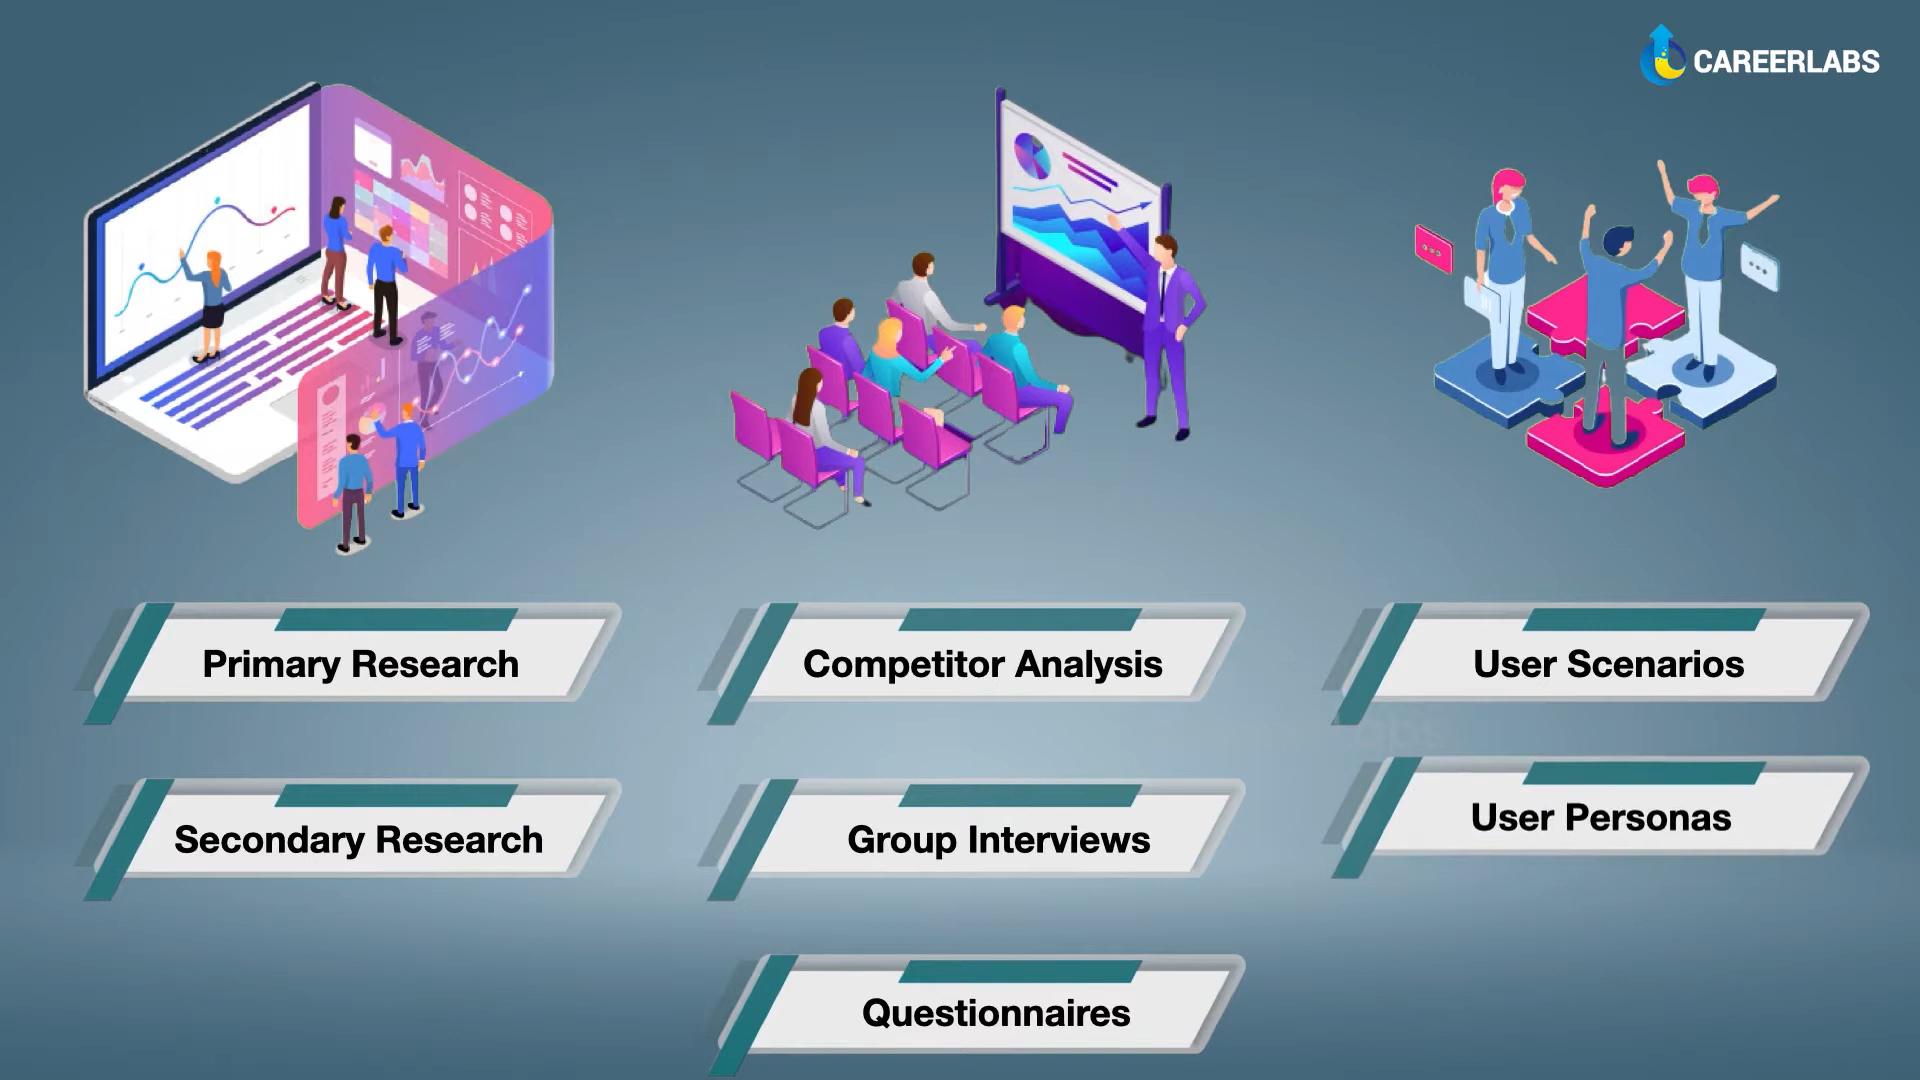 CAREERLABS
Primary Research
Competitor Analysis
User Scenarios
Secondary Research
Group Interviews
User Personas
Questionnaires